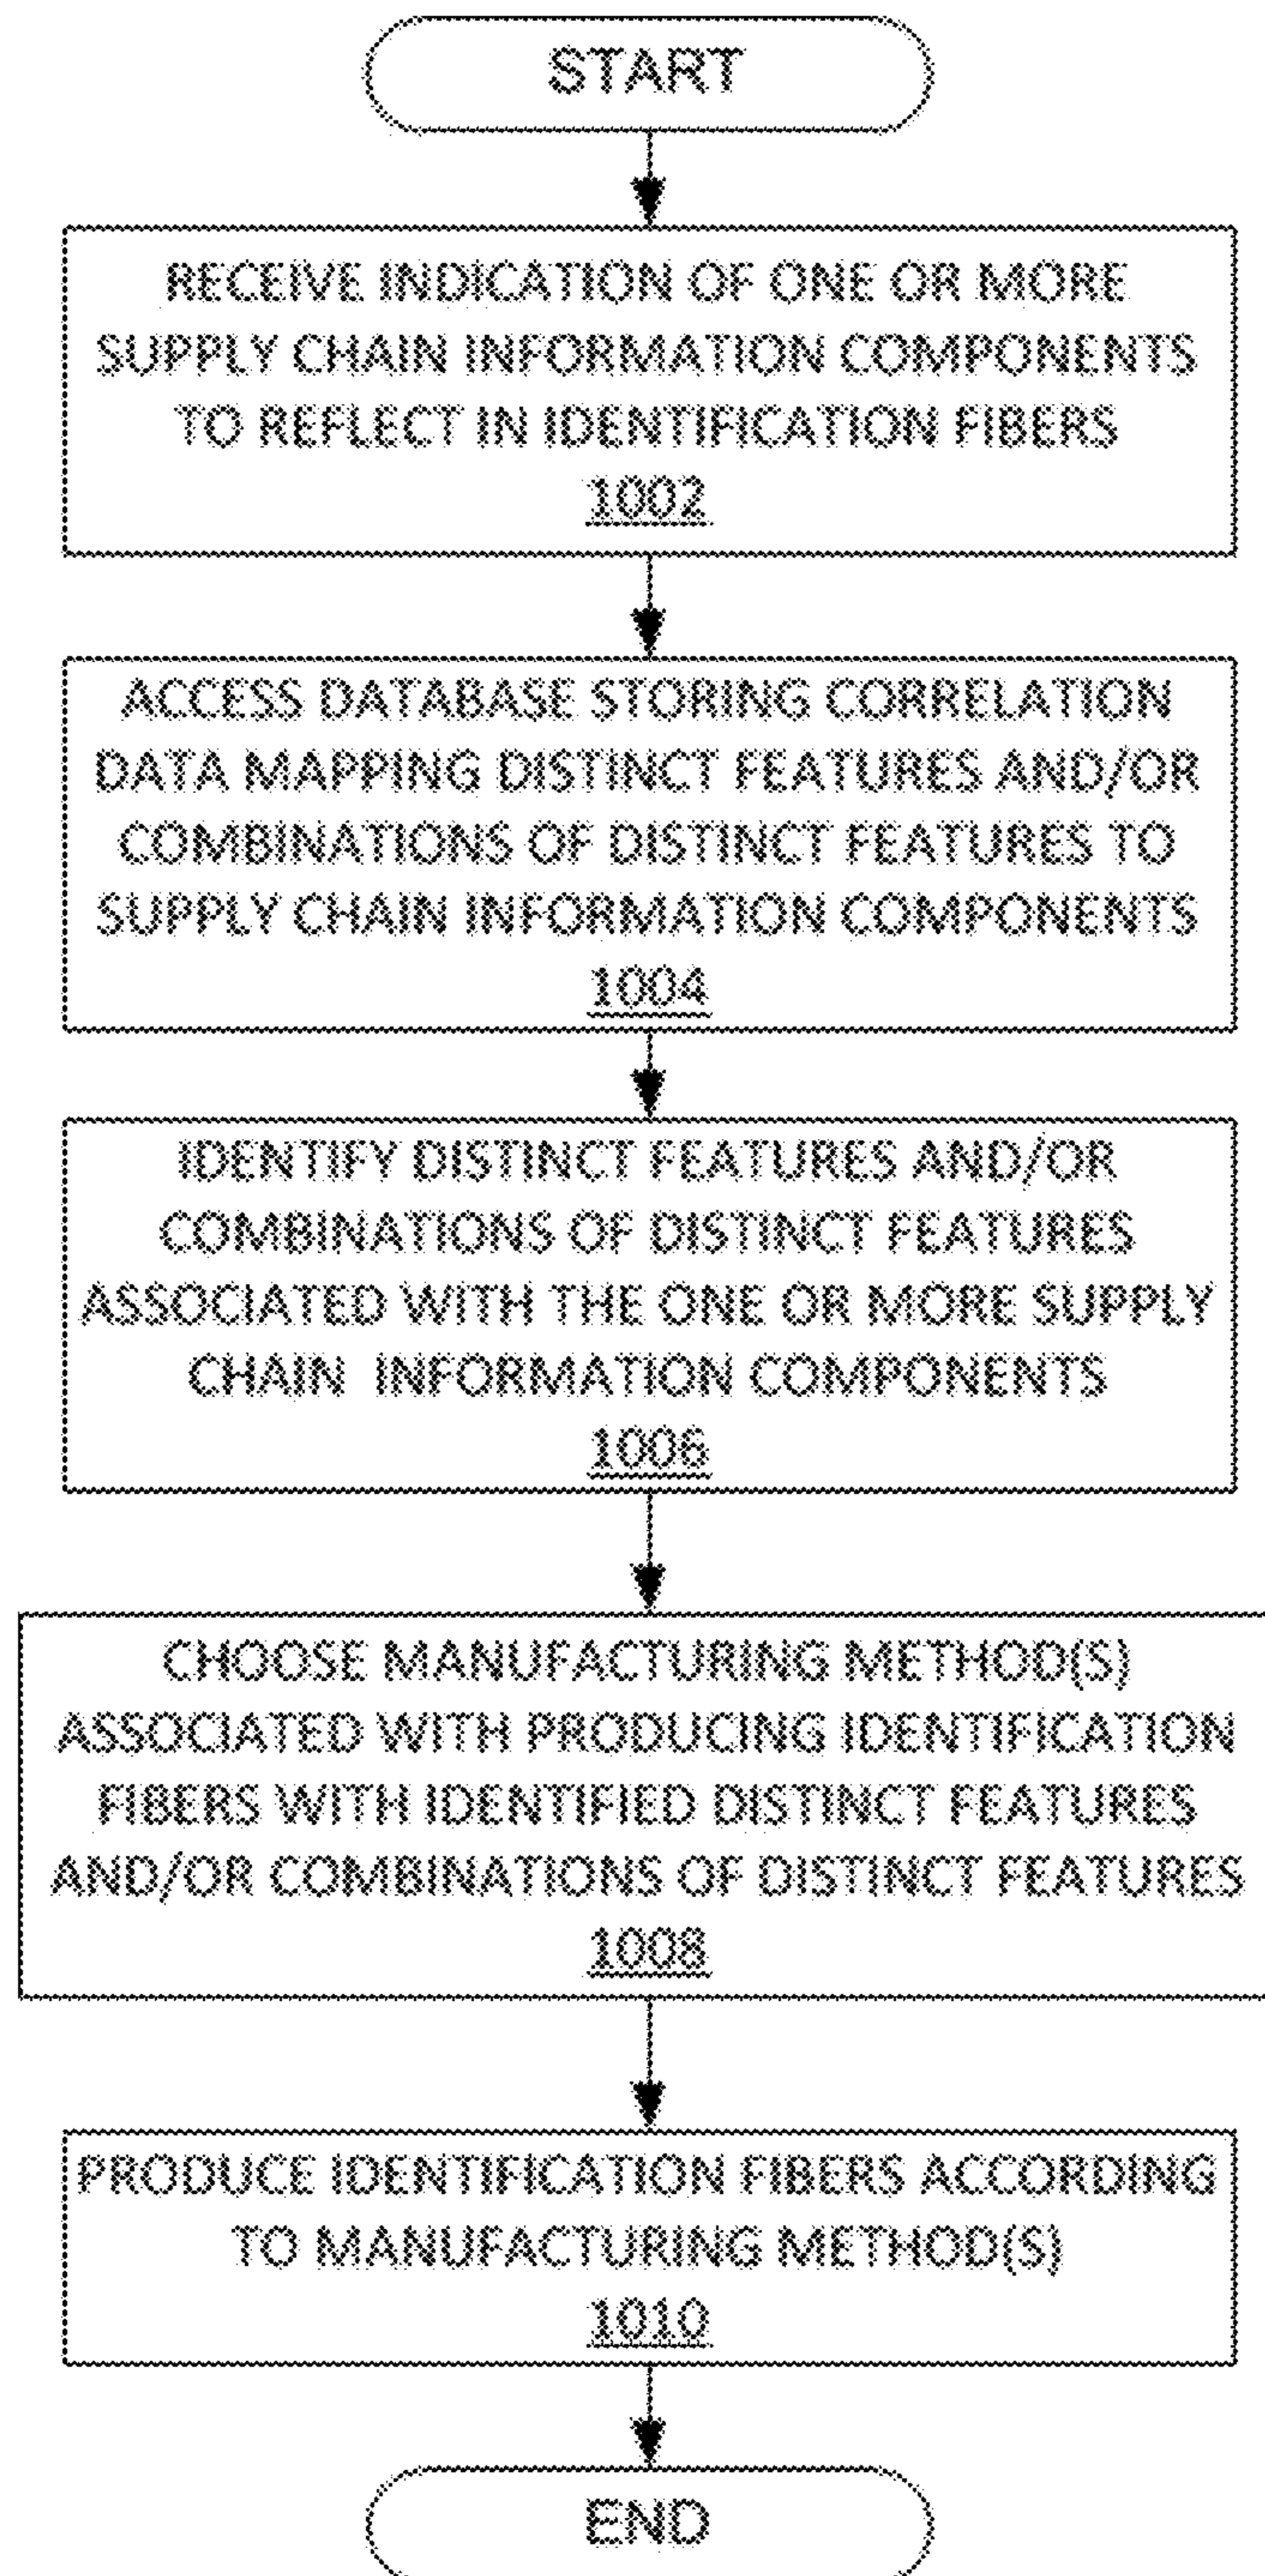 START
RECEIVE INDICATION OF ONE OR MORE
SUPPLY CHAIN INFORMATION COMPONENTS
TO REFLECT IN IDENTIFICATION FIBERS
1002
ACCESS DATABASE STORING CORRELATION
DATA MAPPING DISTINCT FEATURES AND/OR
COMBINATIONS OF DISTINCT FEATURES TO
SUPPLY CHAIN INFORMATION COMPONENTS
1004
IDENTIFY DISTINCT FEATURES AND/OR
COMBINATIONS OF DISTINCT FEATURES
ASSOCIATED WITH THE ONE OR MORE SUPPLY
CHAIN INFORMATION COMPONENTS
1006
CHOOSE MANUFACTURING METHOD(S)
ASSOCIATED WITH PRODUCING IDENTIFICATION
FIBERS WITH IDENTIFIED DISTINCT FEATURES
AND/OR COMBINATIONS OF DISTINCT FEATURES
1008
PRODUCE IDENTIFICATION FIBERS ACCORDING
TO MANUFACTURING METHOD(S)
1010
END